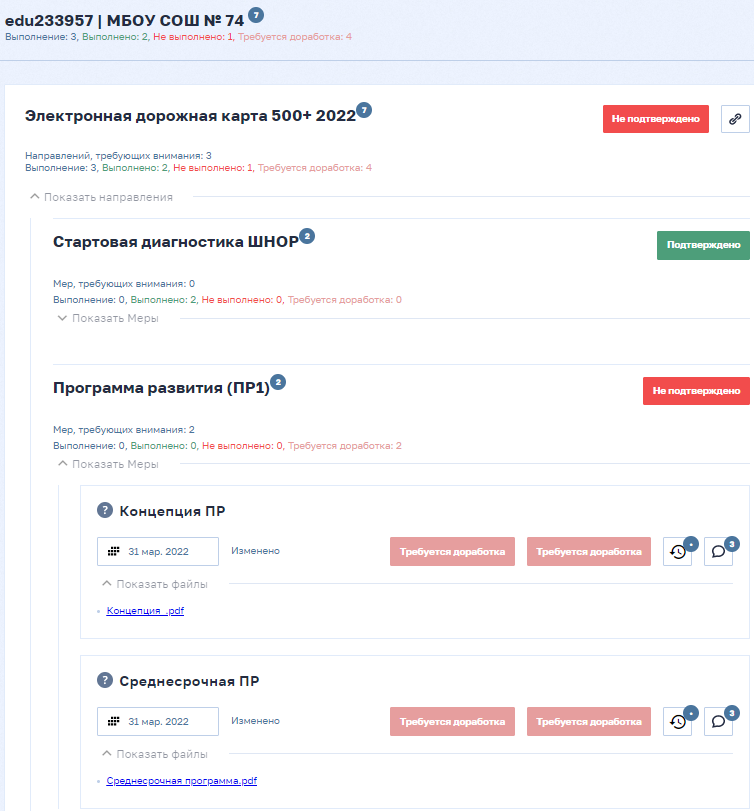 edu233957 | МБОУ СОШ № 74 7
Выполнение: 3, Выполнено: 2, Не выполнено: 1, Требуется доработка: 4
Электронная дорожная карта 500+ 2022 7
Не подтверждено
Направлений, требующих внимания: 3
Выполнение: 3, Выполнено: 2, Не выполнено: 1, Требуется доработка: 4
Показать направления
Стартовая диагностика ШНОР 2
Подтверждено
Мер, требующих внимания: 0
Выполнение: 0, Выполнено: 2, Не выполнено: 0, Требуется доработка: 0
Показать Меры
Программа развития (ПР1) 2
Не подтверждено
Мер, требующих внимания: 2
Выполнение: 0, Выполнено: 0, Не выполнено: 0, Требуется доработка: 2
Показать Меры
? Концепция ПР
31 мар. 2022 Изменено Требуется доработка Требуется доработка 3
Показать файлы
Концепция_.pdf
? Среднесрочная ПР
31 мар. 2022 Изменено Требуется доработка Требуется доработка 3
Показать файлы
Среднесрочная программа.pdf